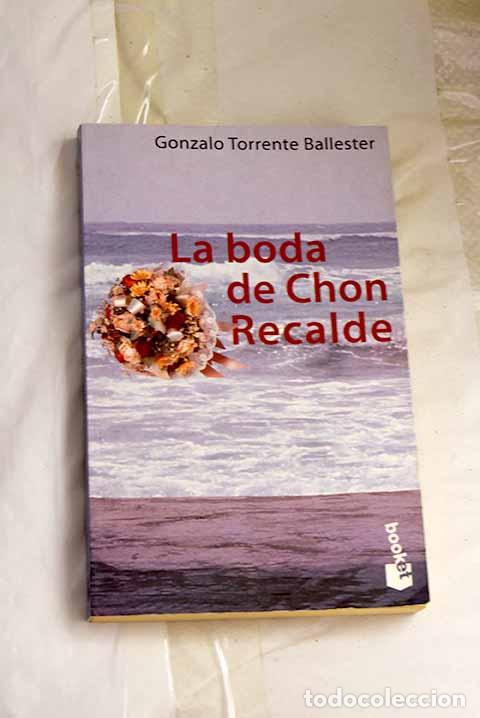 Gonzalo Torrente Ballester
La boda
de Chon
Recalde
booket
todocoleccion